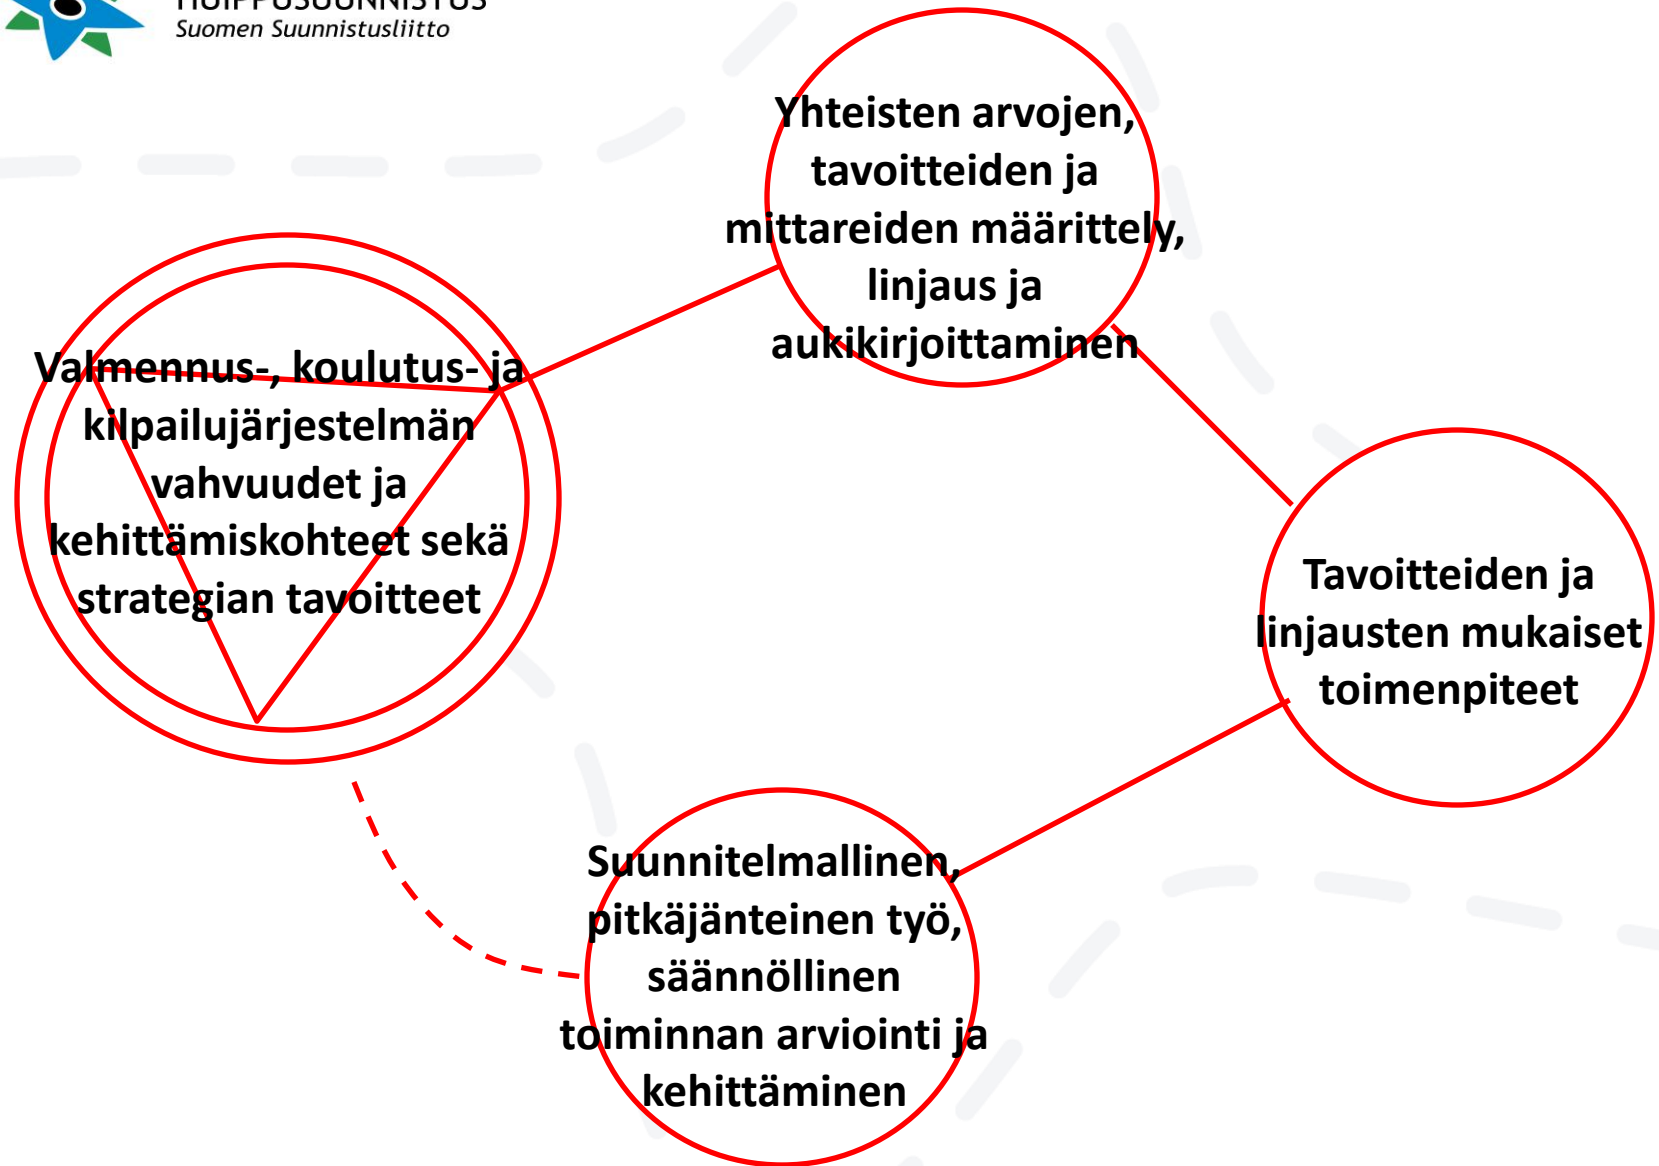 HUIPPUSUUNNISTUS
Suomen Suunnistusliitto
Yhteisten arvojen,
tavoitteiden ja
mittareiden määrittely,
linjaus ja
aukikirjoittaminen
Valmennus-, koulutus- ja
kilpailujärjestelmän
vahvuudet ja
kehittämiskohteet sekä
strategian tavoitteet
Tavoitteiden ja
linjausten mukaiset
toimenpiteet
Suunnitelmallinen,
pitkäjänteinen työ,
säännöllinen
toiminnan arviointi ja
kehittäminen